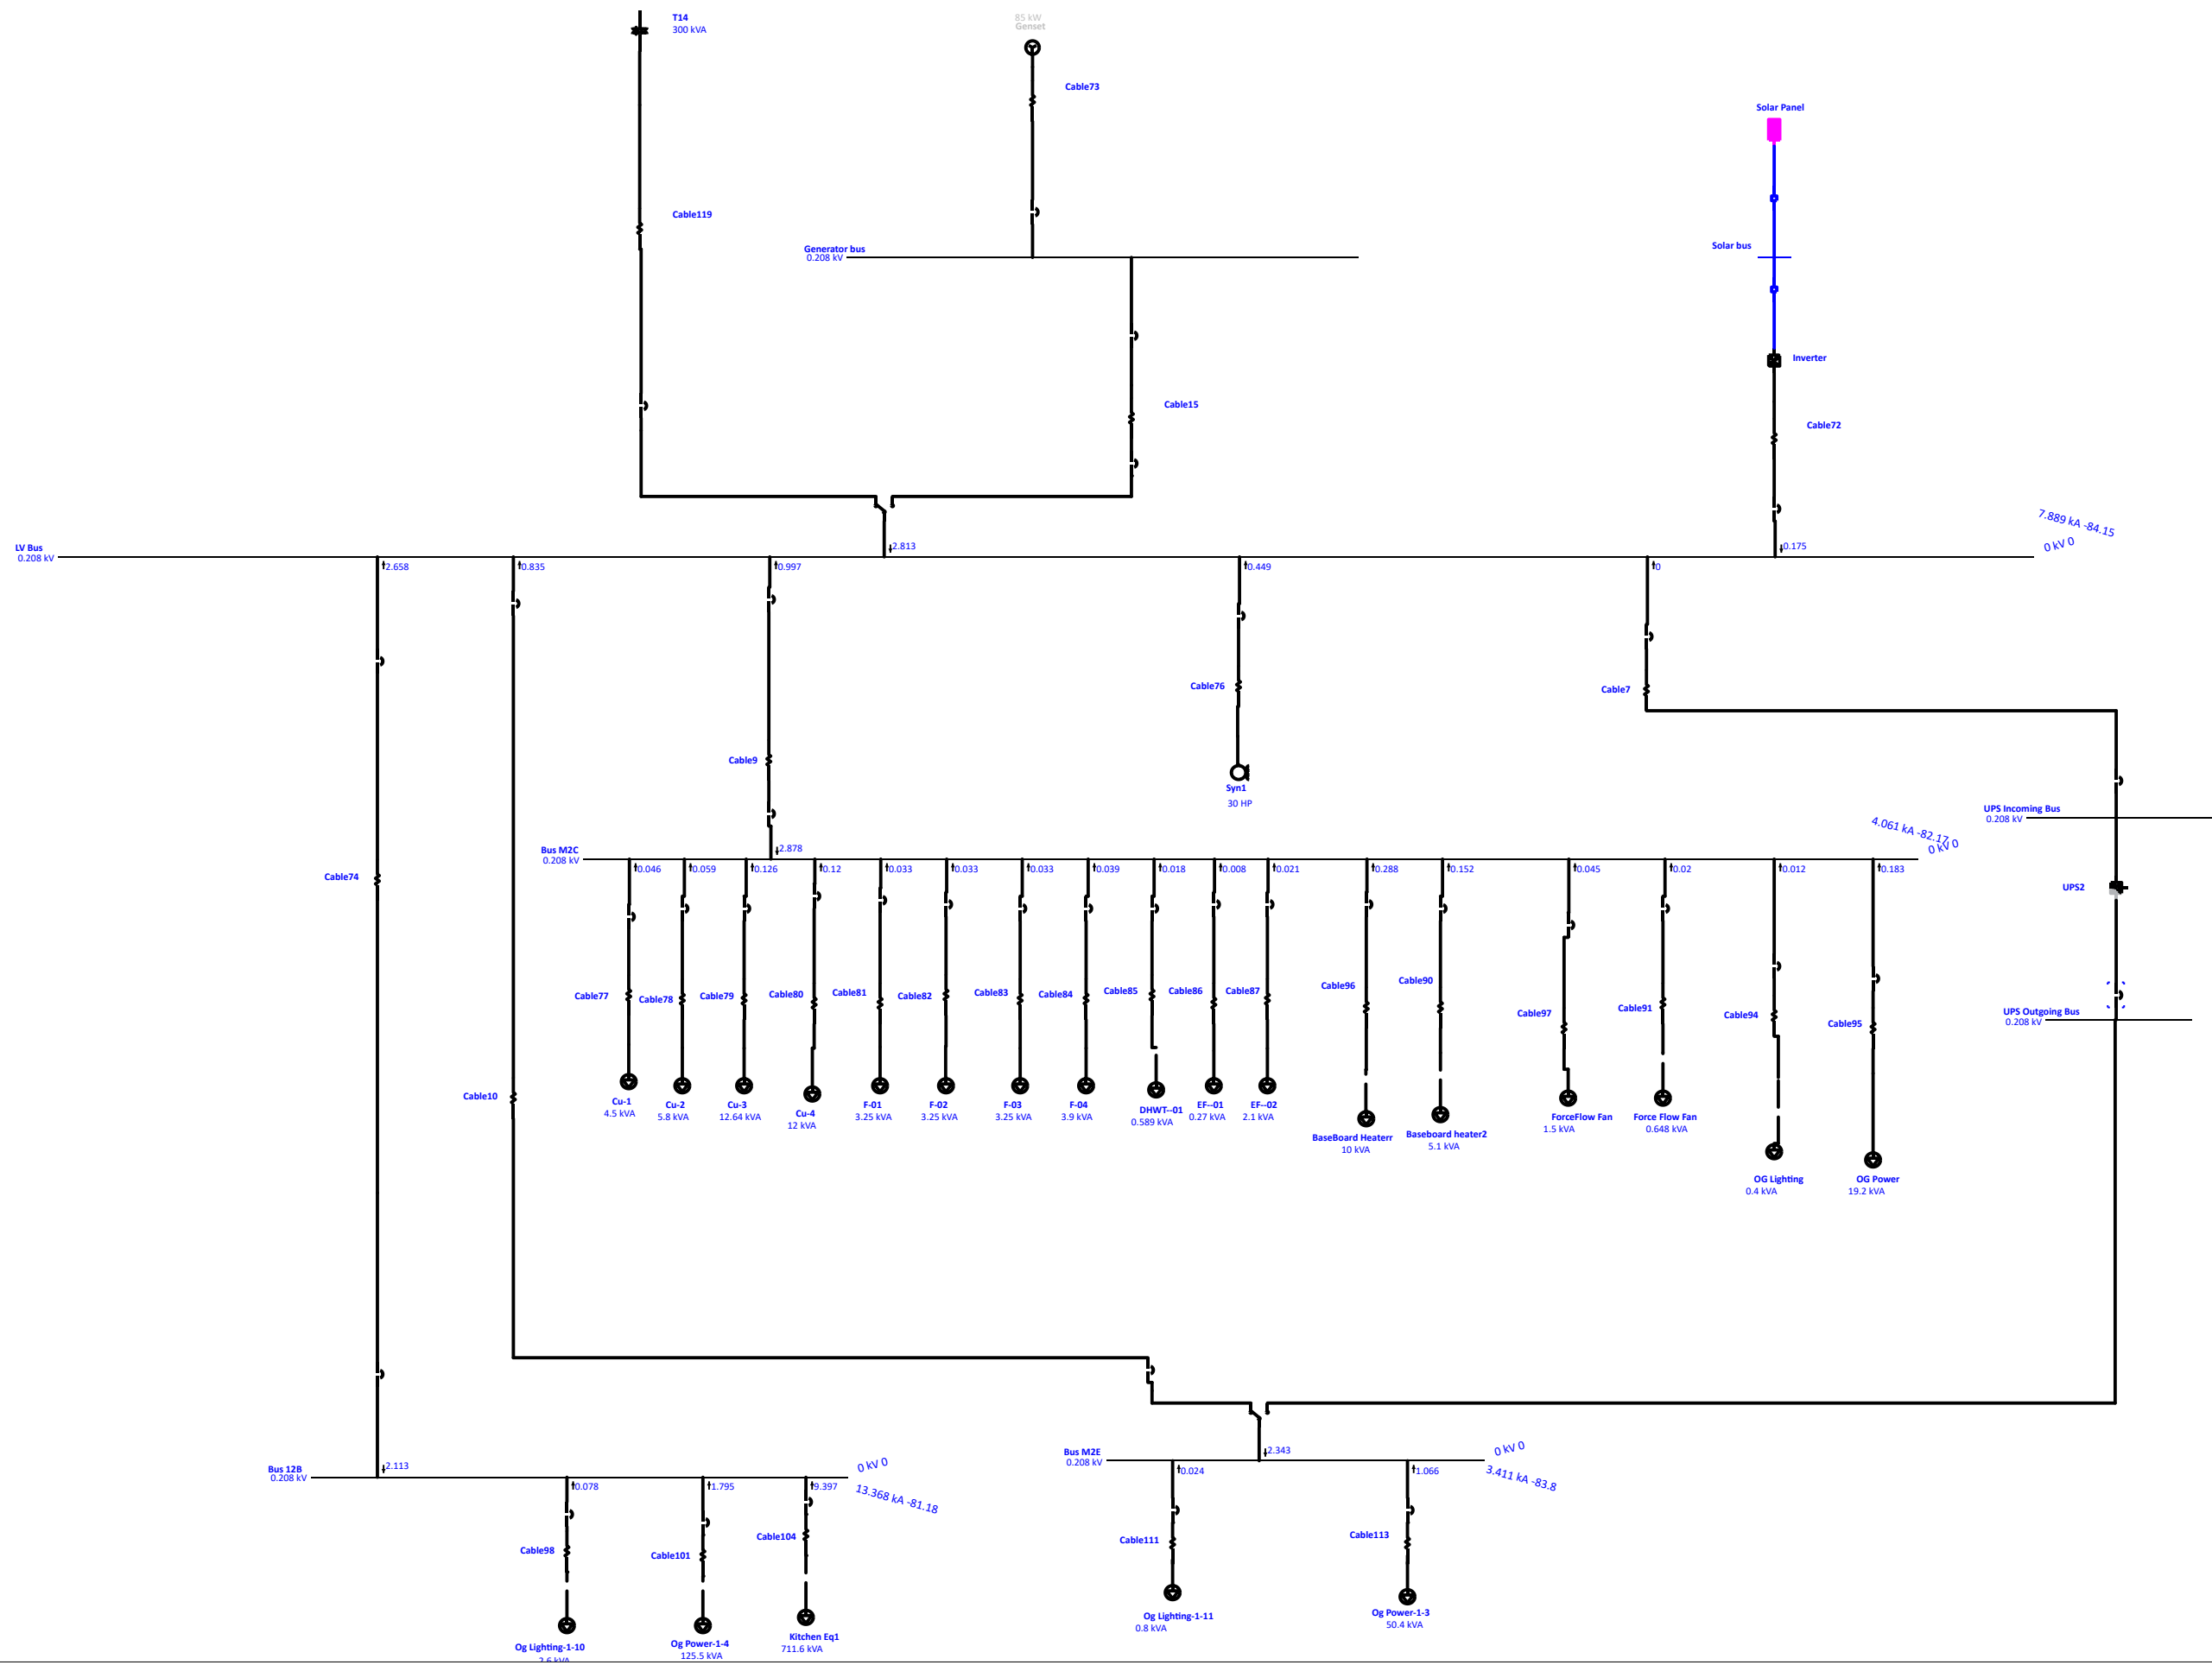 T14
300 kVA
85 kW
Genset
Cable73
Solar Panel
Cable119
Generator bus
0.208 kV
Solar bus
Inverter
Cable15
Cable72
7.889 kA -84.15
0 kV 0
LV Bus
0.208 kV
2.813
0.175
2.658
0.835
0.997
0.449
0
Cable76
Cable7
Cable9
Syn1
30 HP
UPS Incoming Bus
0.208 kV
4.061 kA -82.17
0 kV 0
Bus M2C
0.208 kV
2.878
0.046
0.059
0.126
0.12
0.033
0.033
0.033
0.039
0.018
0.008
0.021
0.288
0.152
0.045
0.02
0.012
0.183
Cable74
UPS2
Cable77
Cable78
Cable79
Cable80
Cable81
Cable82
Cable83
Cable84
Cable85
Cable86
Cable87
Cable96
Cable90
Cable97
Cable91
Cable94
Cable95
UPS Outgoing Bus
0.208 kV
Cable10
Cu-1
4.5 kVA
Cu-2
5.8 kVA
Cu-3
12.64 kVA
Cu-4
12 kVA
F-01
3.25 kVA
F-02
3.25 kVA
F-03
3.25 kVA
F-04
3.9 kVA
DHWT--01
0.589 kVA
EF--01
0.27 kVA
EF--02
2.1 kVA
BaseBoard Heaterr
10 kVA
Baseboard heater2
5.1 kVA
ForceFlow Fan
1.5 kVA
Force Flow Fan
0.648 kVA
OG Lighting
0.4 kVA
OG Power
19.2 kVA
Bus 12B
0.208 kV
2.113
0 kV 0
13.368 kA -81.18
0.078
1.795
9.397
Bus M2E
0.208 kV
2.343
0 kV 0
3.411 kA -83.8
0.024
1.066
Cable98
Cable101
Cable104
Cable111
Cable113
Og Lighting-1-10
2.6 kVA
Og Power-1-4
125.5 kVA
Kitchen Eq1
711.6 kVA
Og Lighting-1-11
0.8 kVA
Og Power-1-3
50.4 kVA